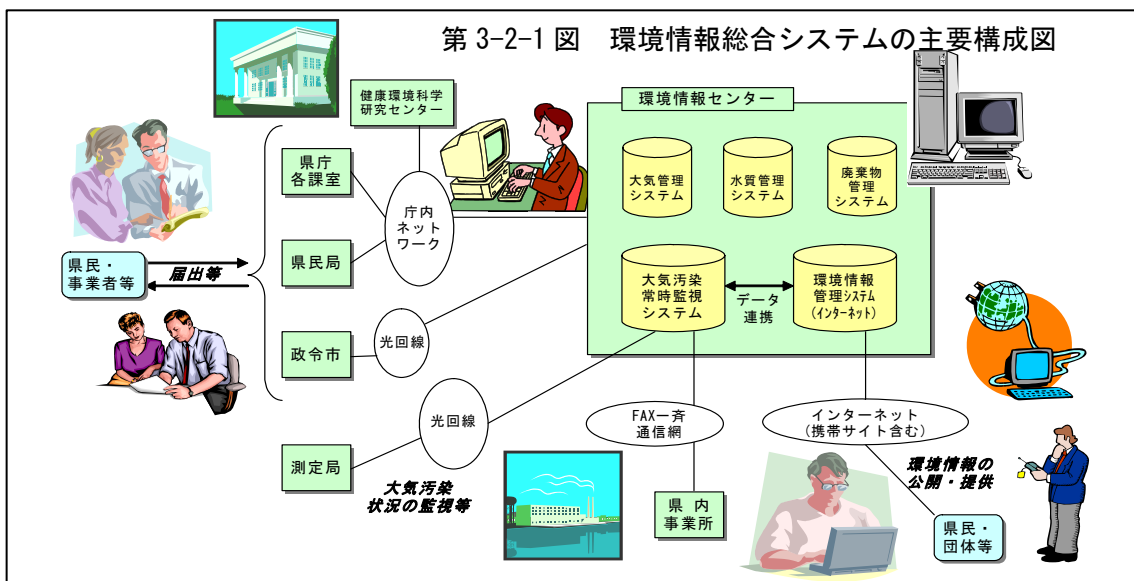 第3-2-1図　環境情報総合システムの主要構成図
健康環境科学
研究センター
環境情報センター
県庁
各課室
庁内
ネット
ワーク
大気管理
システム
水質管理
システム
廃棄物
管理
システム
県民・
事業者等
届出等
県民局
大気汚染
常時監視
システム
データ
連携
環境情報
管理ｼｽﾃﾑ
(ｲﾝﾀｰﾈｯﾄ)
政令市
光回線
測定局
光回線
大気汚染
状況の監視等
FAX一斉
通信網
インターネット
(携帯サイト含む)
県内
事業所
環境情報の
公開・提供
県民・
団体等